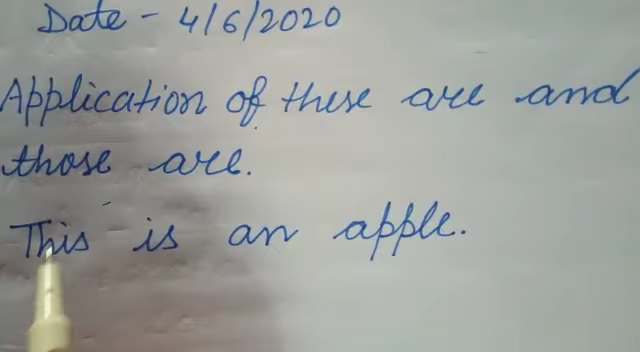 Date - 4/6/2020
Application of these are and
those are.
This is an apple.